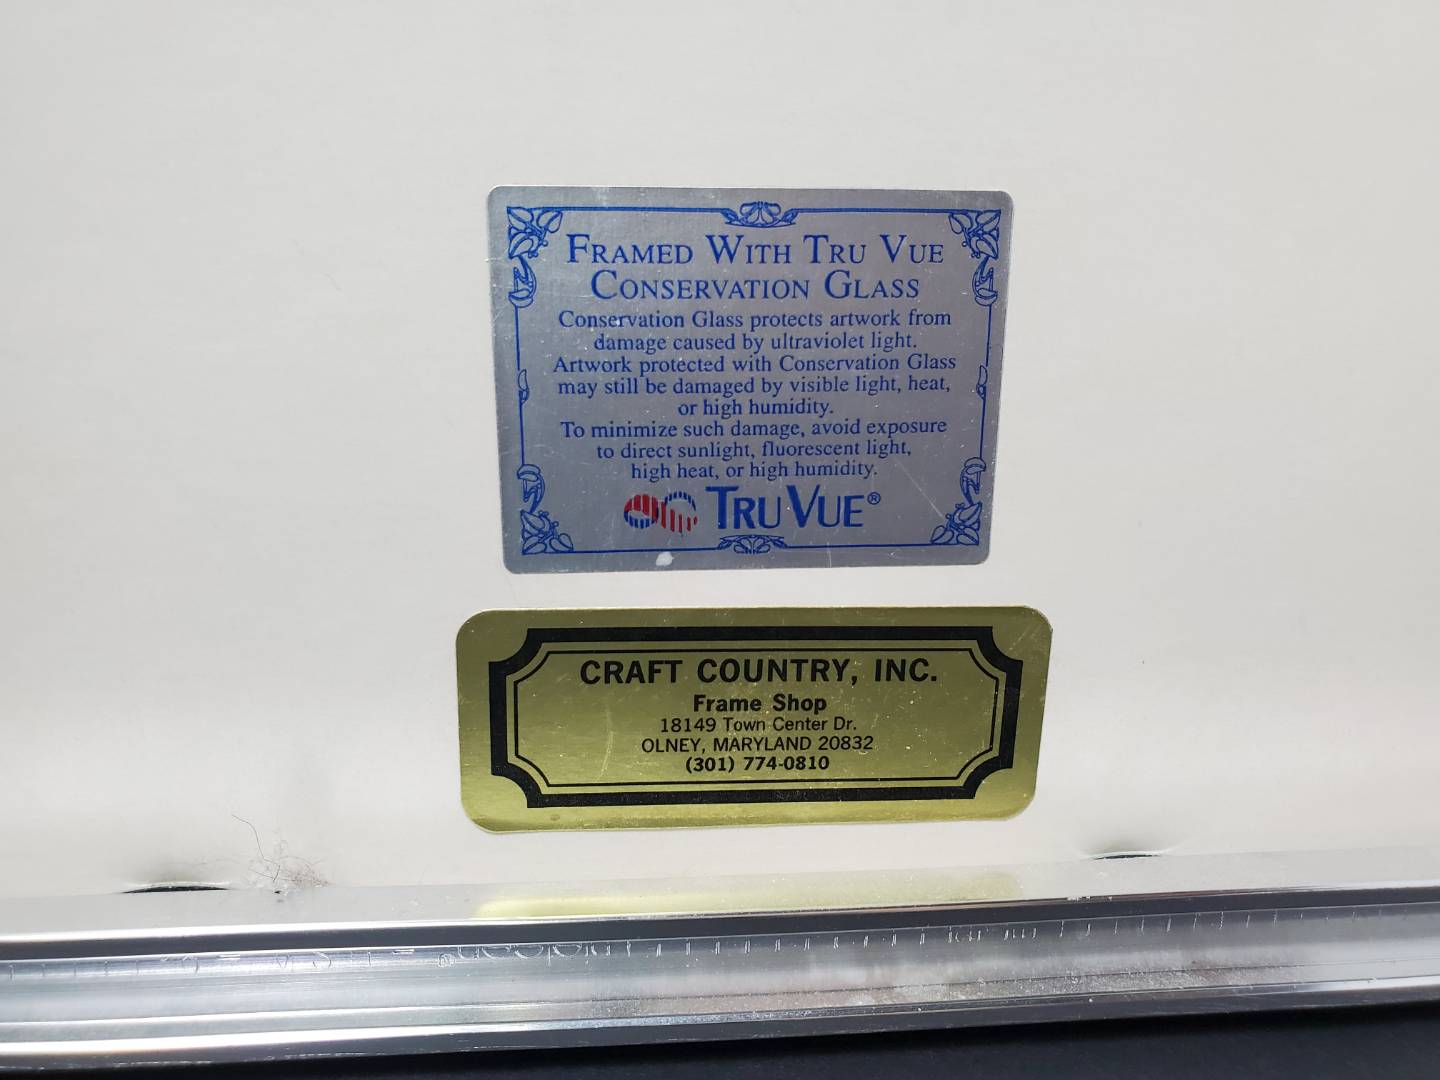 FRAMED WITH TRU VUE
CONSERVATION GLASS
Conservation Glass protects artwork from
damage caused by ultraviolet light.
Artwork protected with Conservation Glass
may still be damaged by visible light, heat,
or high humidity.
To minimize such damage, avoid exposure
to direct sunlight, fluorescent light,
high heat, or high humidity.
TRU VUE®
CRAFT COUNTRY, INC.
Frame Shop
18149 Town Center Dr.
OLNEY, MARYLAND 20832
(301) 774-0810